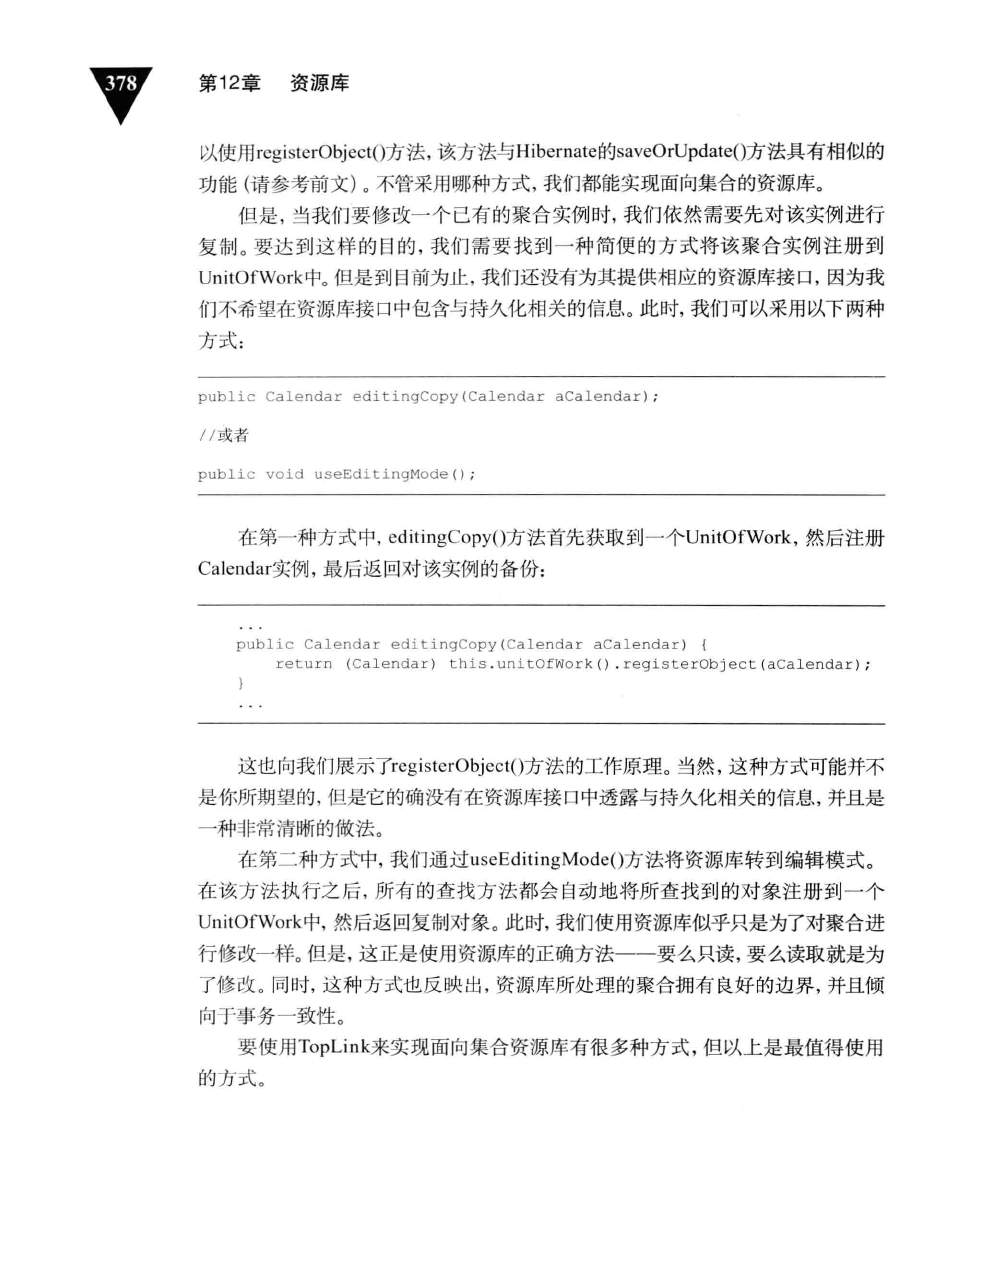 378
第12章 资源库
以使用registerObject()方法, 该方法与Hibernate的saveOrUpdate()方法具有相似的
功能 (请参考前文) 。不管采用哪种方式, 我们都能实现面向集合的资源库。
但是, 当我们要修改一个已有的聚合实例时, 我们依然需要先对该实例进行
复制。要达到这样的目的, 我们需要找到一种简便的方式将该聚合实例注册到
UnitOfWork中。但是到目前为止, 我们还没有为其提供相应的资源库接口, 因为我
们不希望在资源库接口中包含与持久化相关的信息。此时, 我们可以采用以下两种
方式:
public Calendar editingCopy(Calendar aCalendar);
//或者
public void useEditingMode();
在第一种方式中, editingCopy()方法首先获取到一个UnitOfWork, 然后注册
Calendar实例, 最后返回对该实例的备份:
...
public Calendar editingCopy(Calendar aCalendar) {
return (Calendar) this.unitOfWork().registerObject(aCalendar);
}
...
这也向我们展示了registerObject()方法的工作原理。当然, 这种方式可能并不
是你所期望的, 但是它的确没有在资源库接口中透露与持久化相关的信息, 并且是
一种非常清晰的做法。
在第二种方式中, 我们通过useEditingMode()方法将资源库转到编辑模式。
在该方法执行之后, 所有的查找方法都会自动地将所查找到的对象注册到一个
UnitOfWork中, 然后返回复制对象。此时, 我们使用资源库似乎只是为了对聚合进
行修改一样。但是, 这正是使用资源库的正确方法——要么只读, 要么读取就是为
了修改。同时, 这种方式也反映出, 资源库所处理的聚合拥有良好的边界, 并且倾
向于事务一致性。
要使用TopLink来实现面向集合资源库有很多种方式, 但以上是最值得使用
的方式。